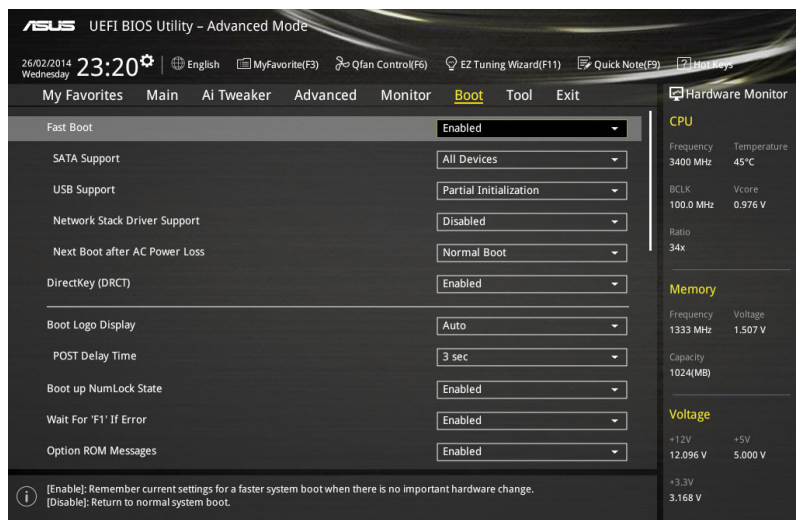 ASUS UEFI BIOS Utility – Advanced Mode
26/02/2014
Wednesday
23:20
English
MyFavorite(F3)
Qfan Control(F6)
EZ Tuning Wizard(F11)
Quick Note(F9)
? Hot Keys
My Favorites Main Ai Tweaker Advanced Monitor Boot Tool Exit
Fast Boot Enabled
SATA Support All Devices
USB Support Partial Initialization
Network Stack Driver Support Disabled
Next Boot after AC Power Loss Normal Boot
DirectKey (DRCT) Enabled
Boot Logo Display Auto
POST Delay Time 3 sec
Boot up NumLock State Enabled
Wait For 'F1' If Error Enabled
Option ROM Messages Enabled
[Enable]: Remember current settings for a faster system boot when there is no important hardware change.
[Disable]: Return to normal system boot.
Hardware Monitor
CPU
Frequency Temperature
3400 MHz 45°C
BCLK Vcore
100.0 MHz 0.976 V
Ratio
34x
Memory
Frequency Voltage
1333 MHz 1.507 V
Capacity
1024(MB)
Voltage
+12V +5V
12.096 V 5.000 V
+3.3V
3.168 V